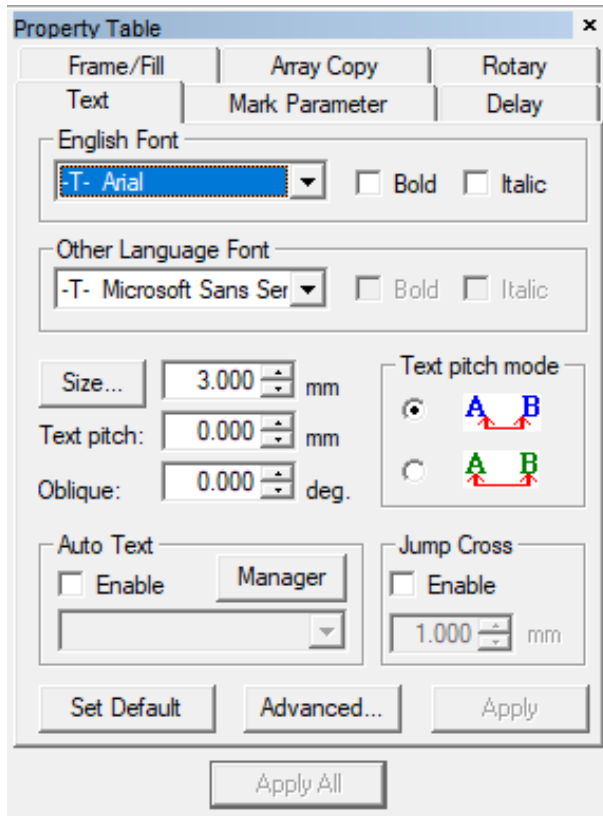 Property Table ×
Frame/Fill Array Copy Rotary
Text Mark Parameter Delay
English Font
-T- Arial Bold Italic
Other Language Font
-T- Microsoft Sans Ser Bold Italic
Size... 3.000 mm
Text pitch: 0.000 mm
Oblique: 0.000 deg.
Text pitch mode
A B
A B
Auto Text
Enable Manager
Jump Cross
Enable
1.000 mm
Set Default Advanced... Apply
Apply All